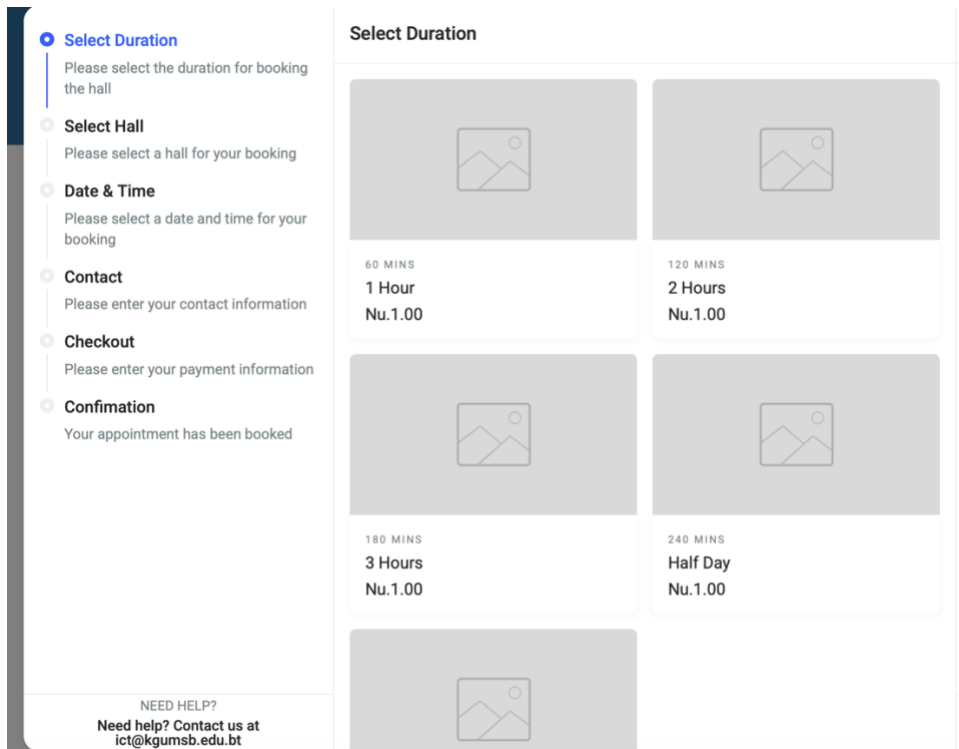 Select Duration
Please select the duration for booking
the hall
Select Hall
Please select a hall for your booking
Date & Time
Please select a date and time for your
booking
Contact
Please enter your contact information
Checkout
Please enter your payment information
Confimation
Your appointment has been booked
NEED HELP?
Need help? Contact us at
ict@kgumsb.edu.bt
Select Duration
60 MINS
1 Hour
Nu.1.00
120 MINS
2 Hours
Nu.1.00
180 MINS
3 Hours
Nu.1.00
240 MINS
Half Day
Nu.1.00